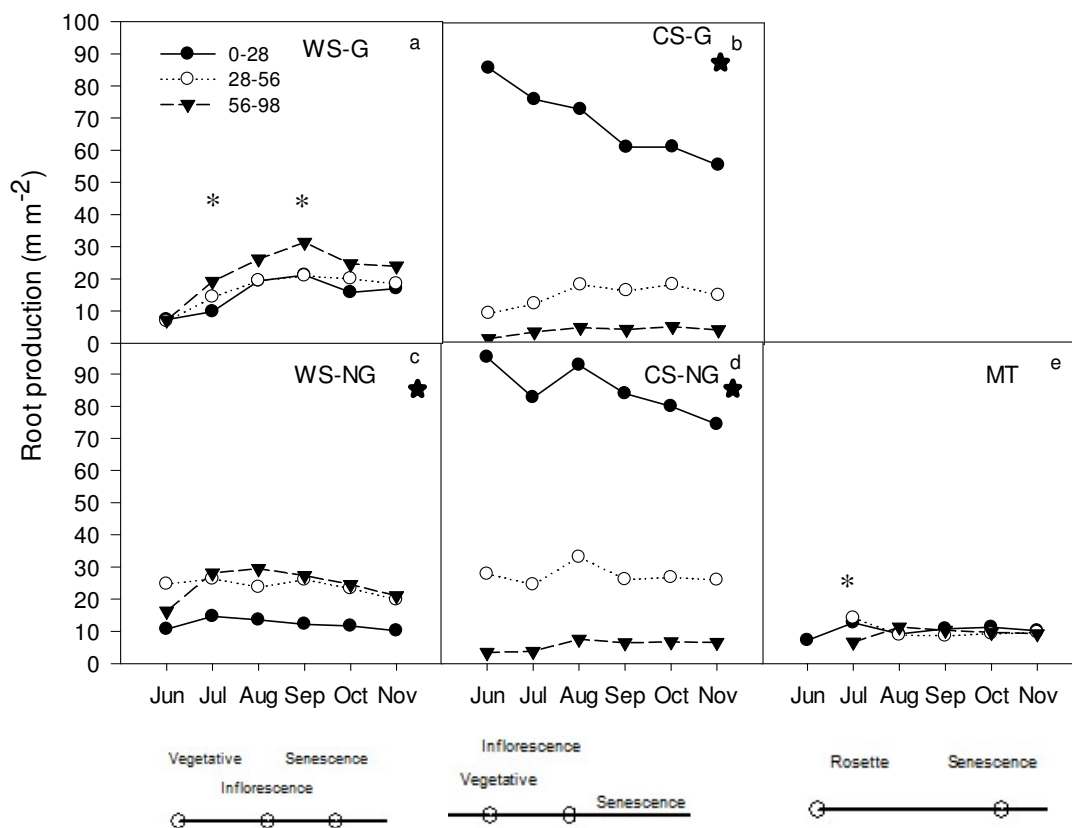 100
90
80
70
60
50
40
30
20
10
0
90
80
70
60
50
40
30
20
10
0
Root production (m m⁻²)
WS-G a
0-28
28-56
56-98
* *
CS-G b
WS-NG c
CS-NG d
MT e
*
Jun Jul Aug Sep Oct Nov
Jun Jul Aug Sep Oct Nov
Jun Jul Aug Sep Oct Nov
Vegetative Senescence
Inflorescence
Inflorescence
Vegetative
Senescence
Rosette Senescence